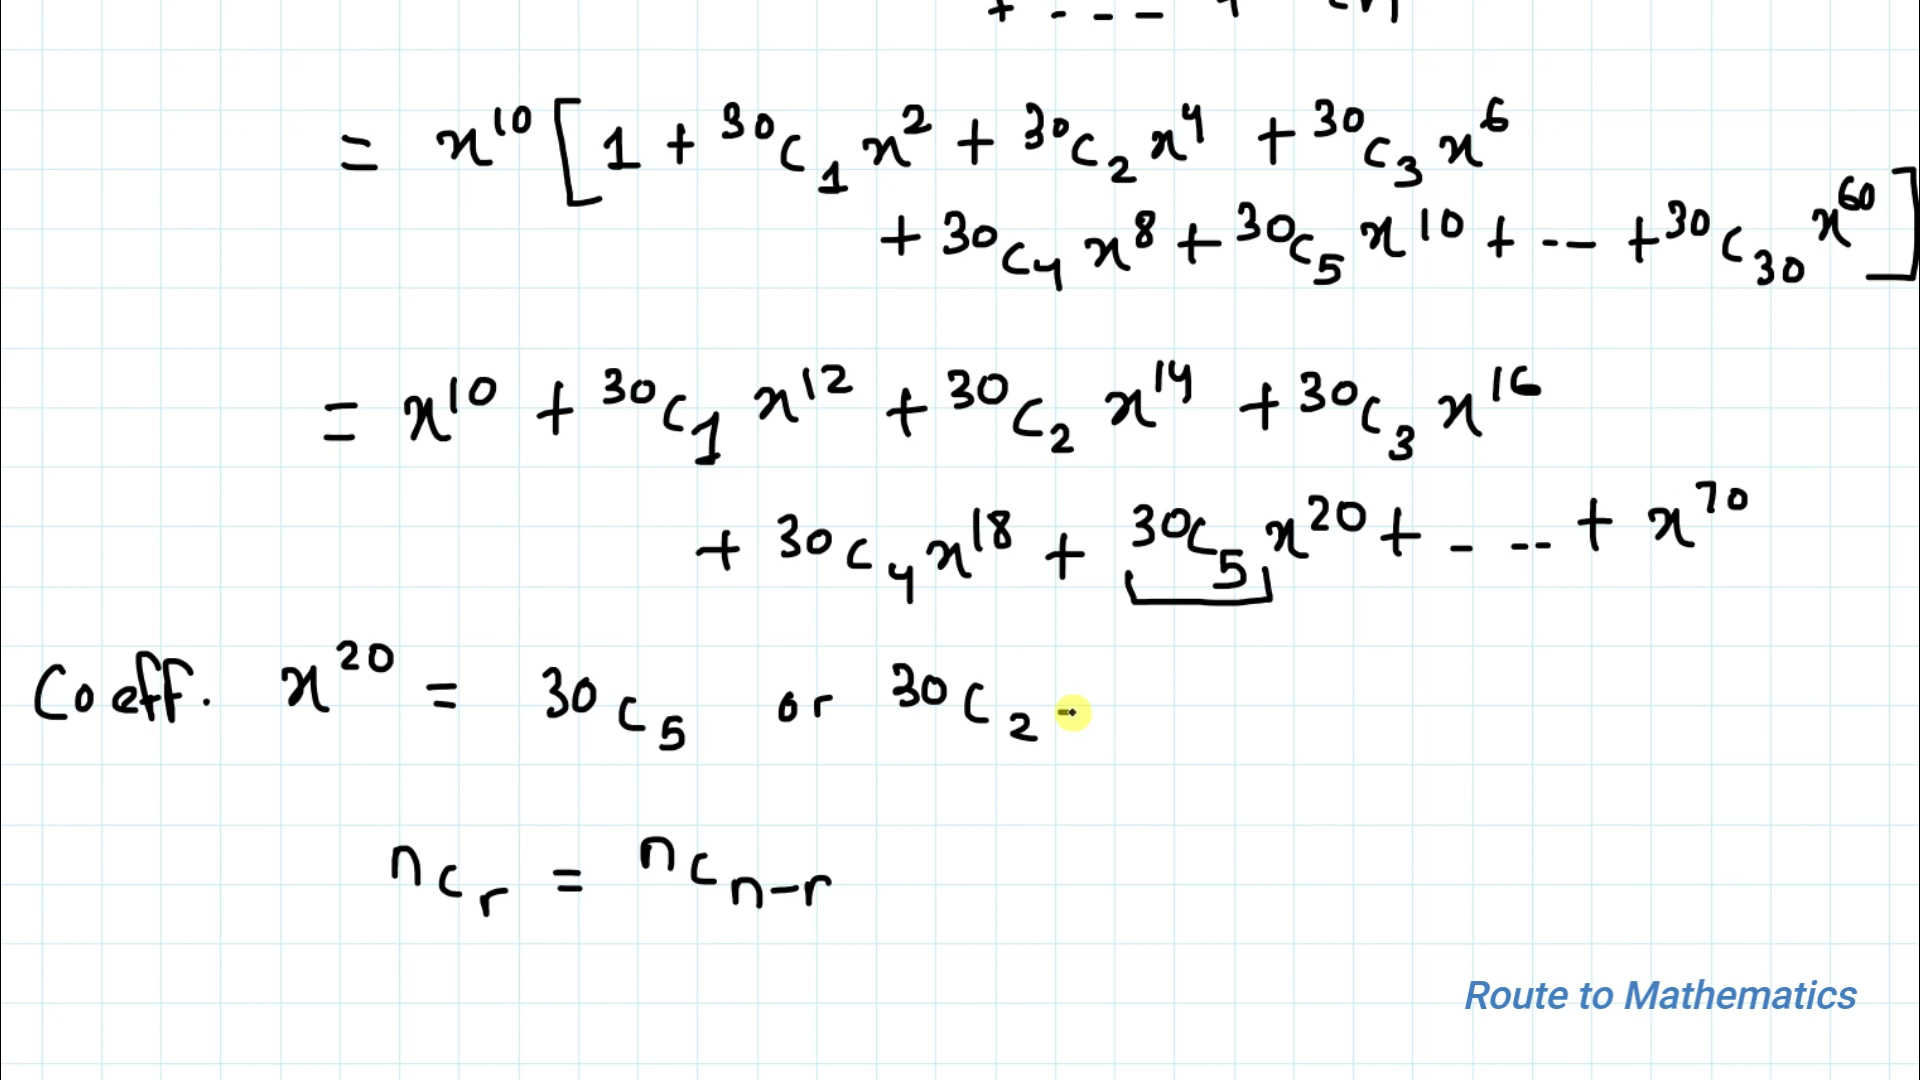 = x¹⁰ [ 1 + ³⁰C₁ x² + ³⁰C₂ x⁴ + ³⁰C₃ x⁶
+ ³⁰C₄ x⁸ + ³⁰C₅ x¹⁰ + -- + ³⁰C₃₀ x⁶⁰ ]
= x¹⁰ + ³⁰C₁ x¹² + ³⁰C₂ x¹⁴ + ³⁰C₃ x¹⁶
+ ³⁰C₄ x¹⁸ + ³⁰C₅ x²⁰ + - -- + x⁷⁰
Coeff. x²⁰ = ³⁰C₅ or ³⁰C₂
ⁿCᵣ = ⁿCₙ₋ᵣ
Route to Mathematics